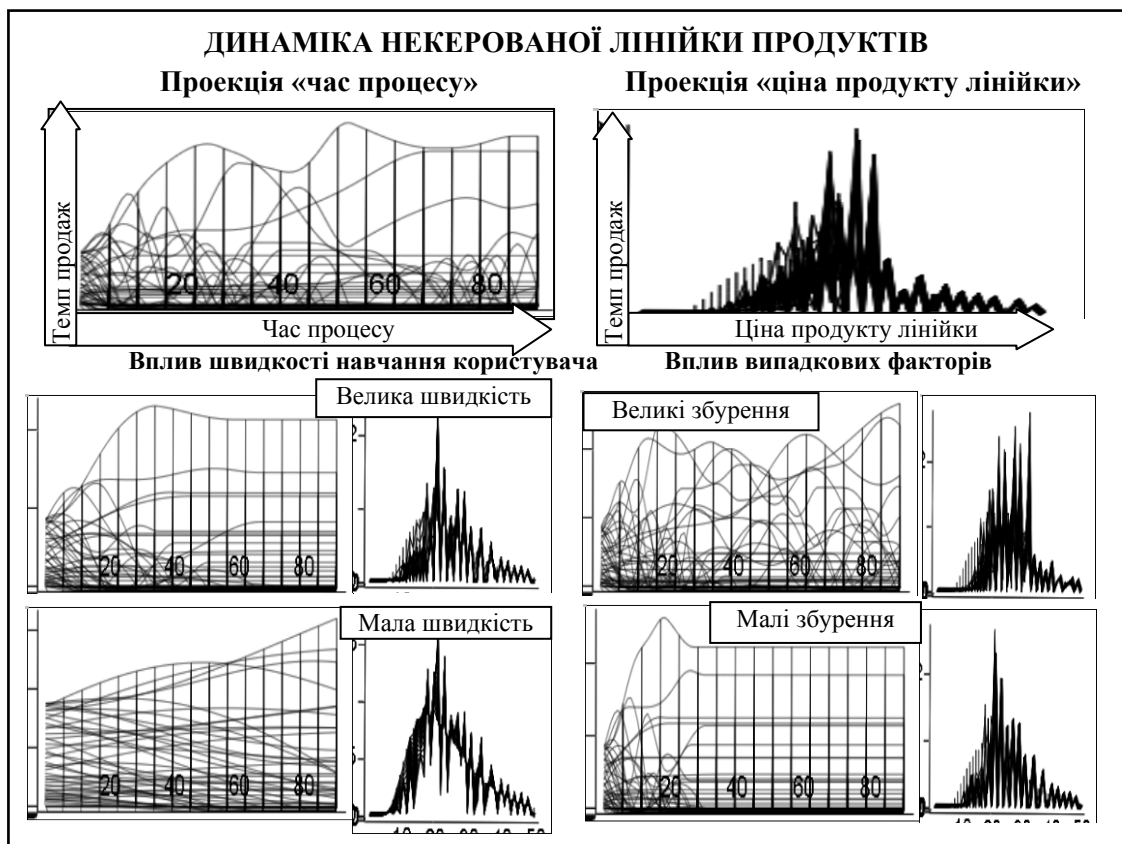 ДИНАМІКА НЕКЕРОВАНОЇ ЛІНІЙКИ ПРОДУКТІВ
Проекція «час процесу»
Проекція «ціна продукту лінійки»
Темп продаж
20 40 60 80
Час процесу
Темп продаж
Ціна продукту лінійки
Вплив швидкості навчання користувача
Вплив випадкових факторів
Велика швидкість
20 40 60 80
Великі збурення
20 40 60 80
Мала швидкість
20 40 60 80
Малі збурення
20 40 60 80